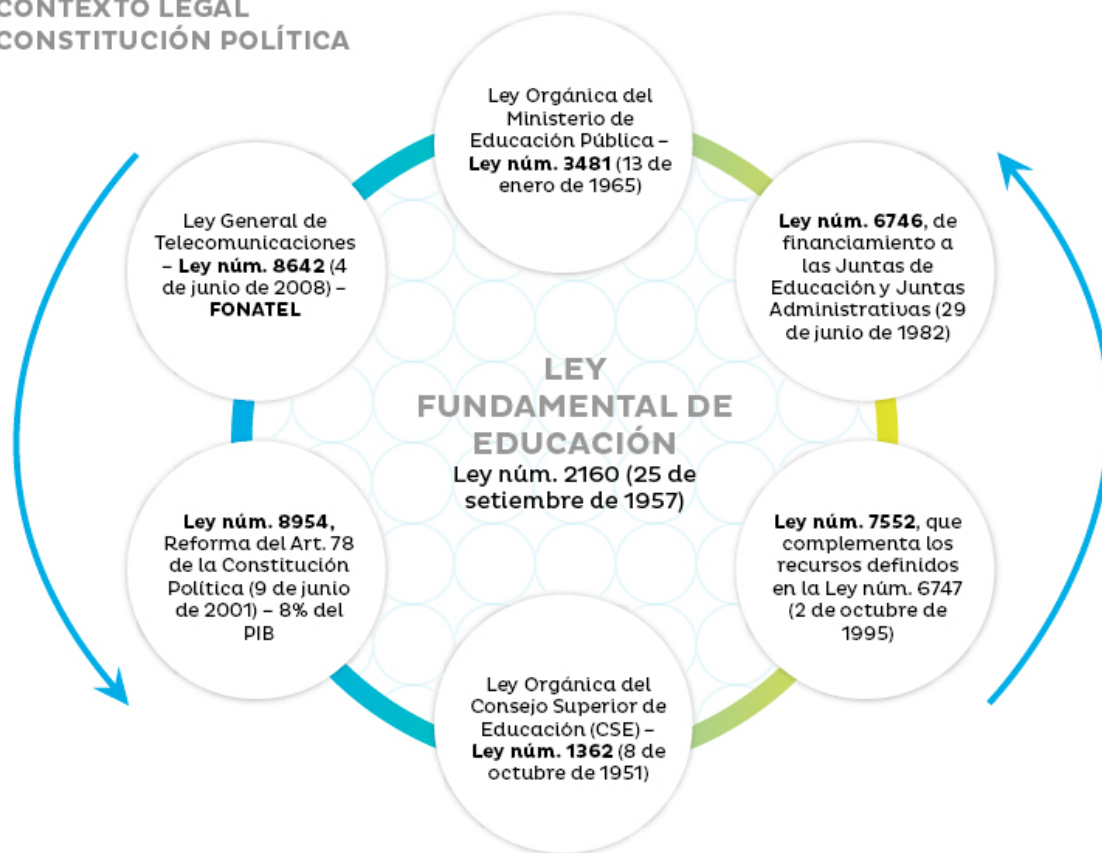 CONTEXTO LEGAL
CONSTITUCIÓN POLÍTICA
Ley Orgánica del
Ministerio de
Educación Pública –
Ley núm. 3481 (13 de
enero de 1965)
Ley General de
Telecomunicaciones
– Ley núm. 8642 (4
de junio de 2008) –
FONATEL
Ley núm. 6746, de
financiamiento a
las Juntas de
Educación y Juntas
Administrativas (29
de junio de 1982)
LEY
FUNDAMENTAL DE
EDUCACIÓN
Ley núm. 2160 (25 de
setiembre de 1957)
Ley núm. 8954,
Reforma del Art. 78
de la Constitución
Política (9 de junio
de 2001) – 8% del
PIB
Ley núm. 7552, que
complementa los
recursos definidos
en la Ley núm. 6747
(2 de octubre de
1995)
Ley Orgánica del
Consejo Superior de
Educación (CSE) –
Ley núm. 1362 (8 de
octubre de 1951)